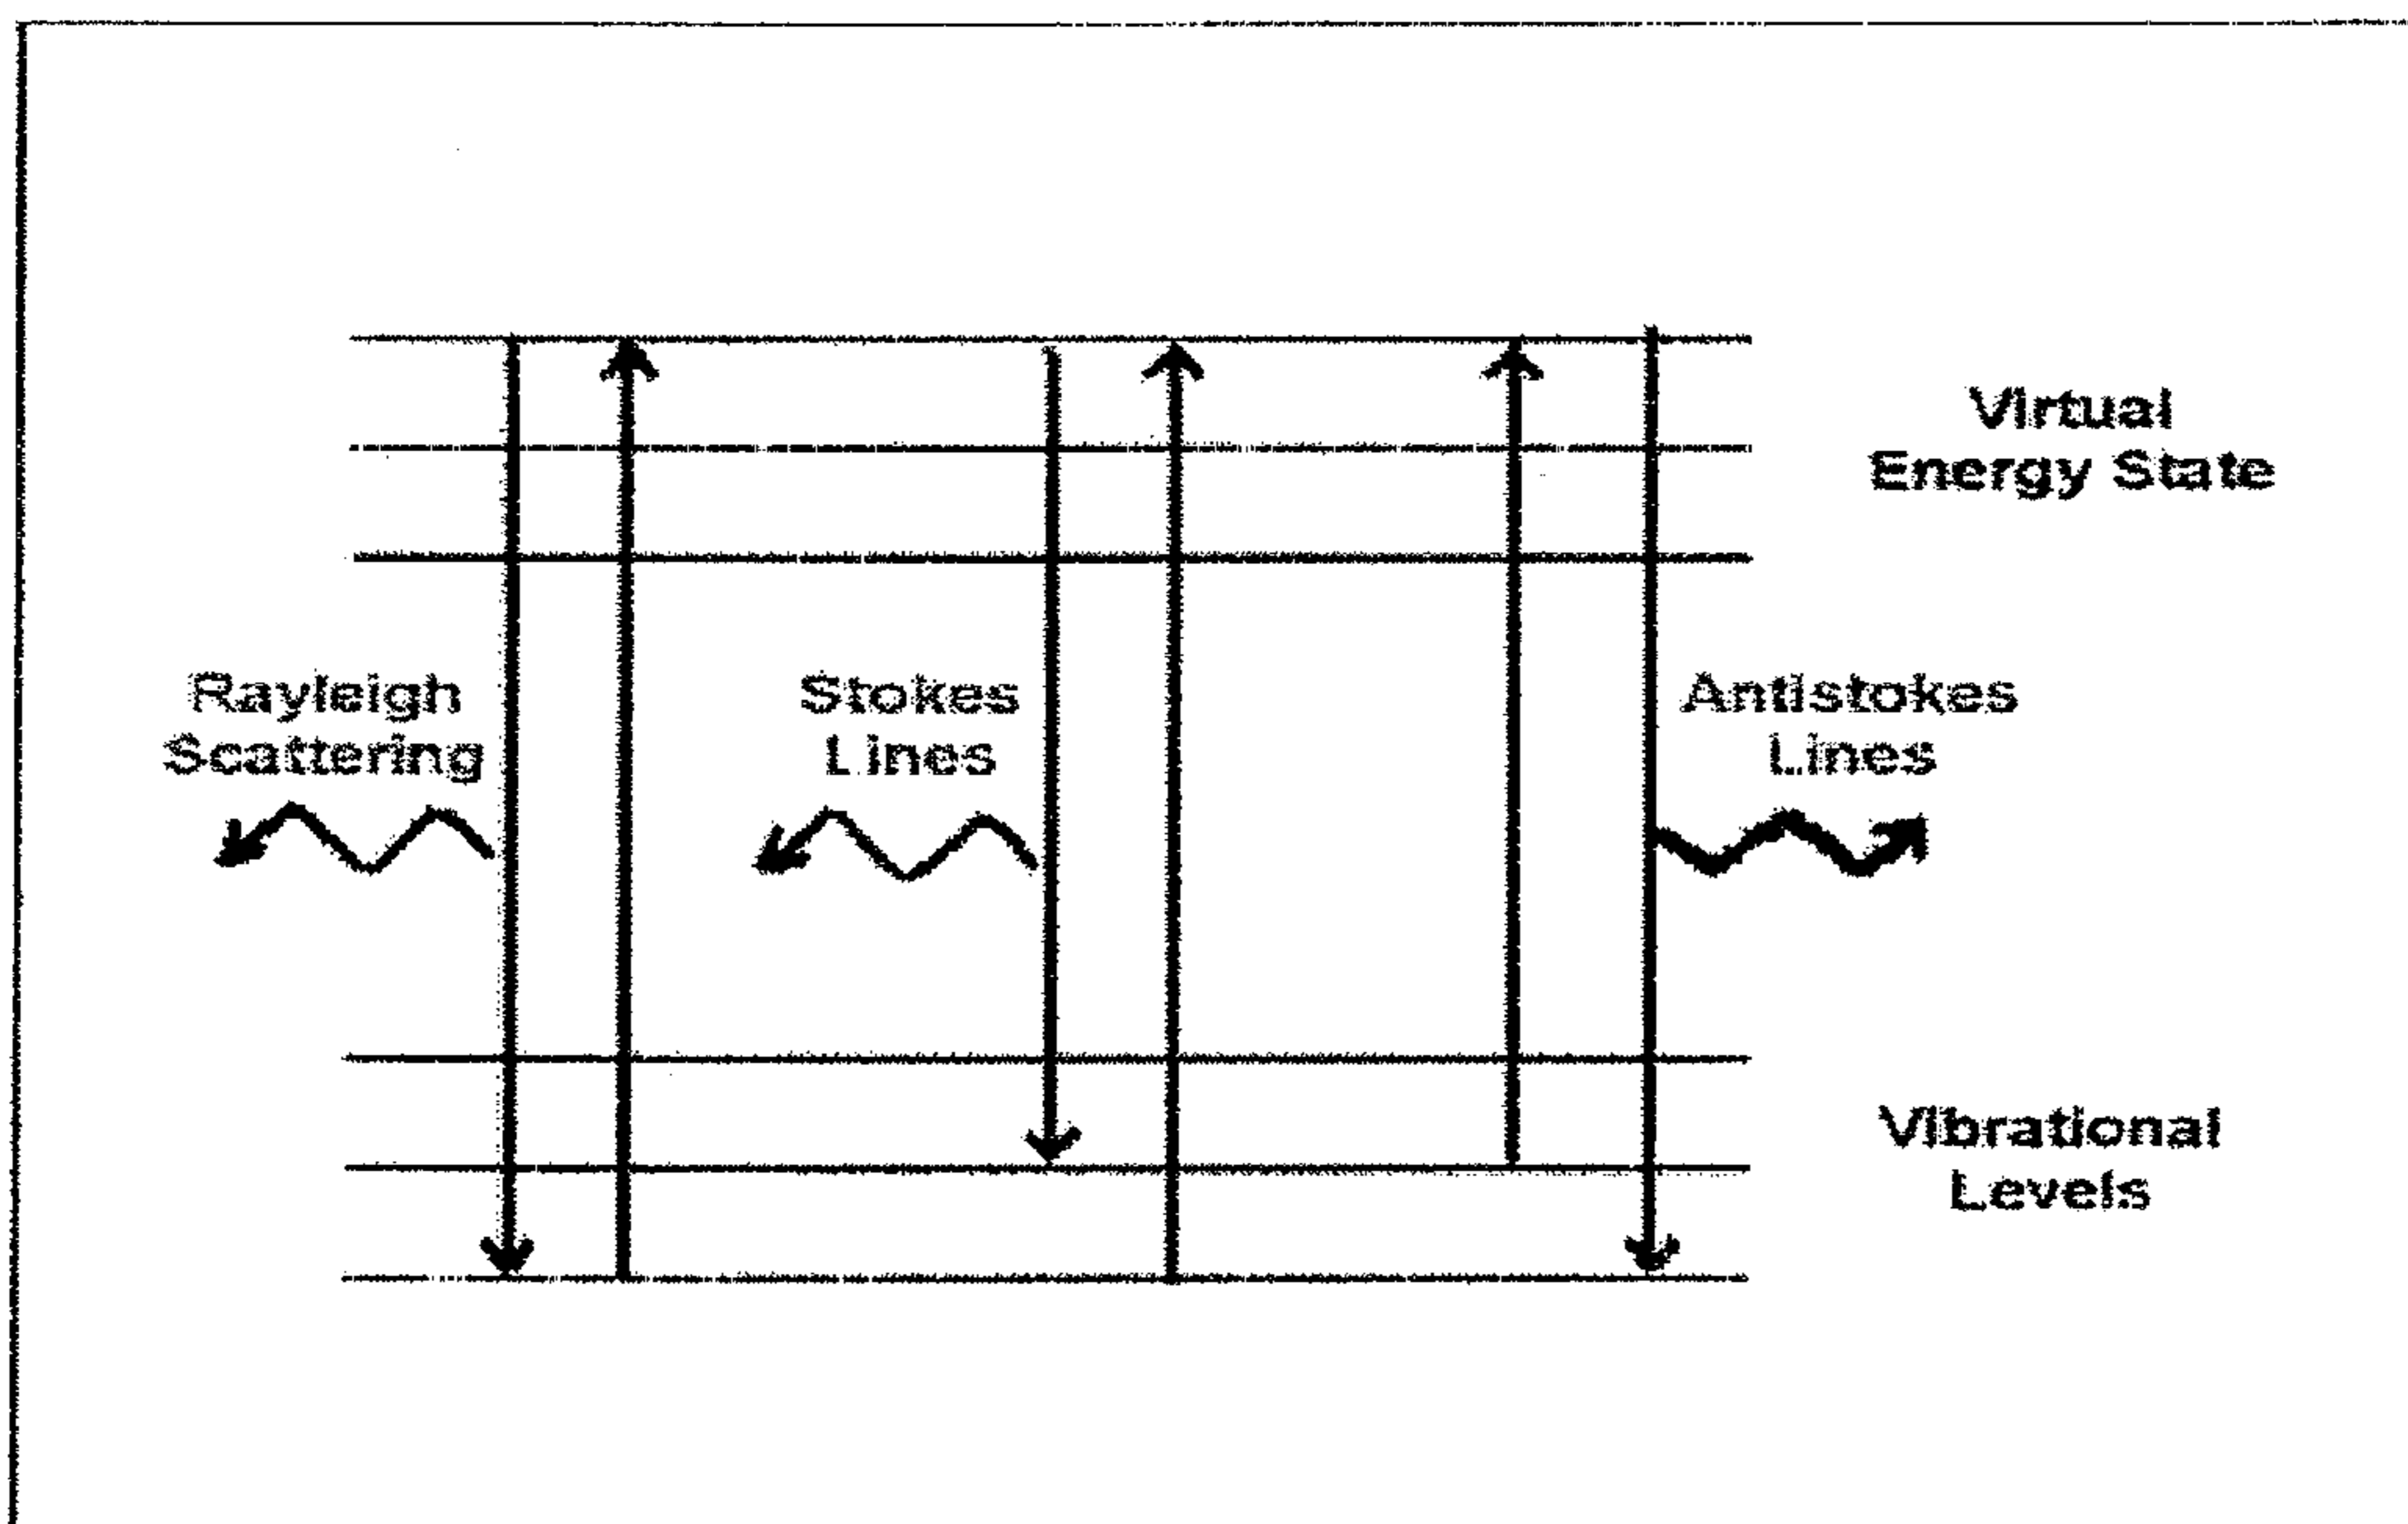 Virtual
Energy State
Rayleigh
Scattering
Stokes
Lines
Antistokes
Lines
Vibrational
Levels